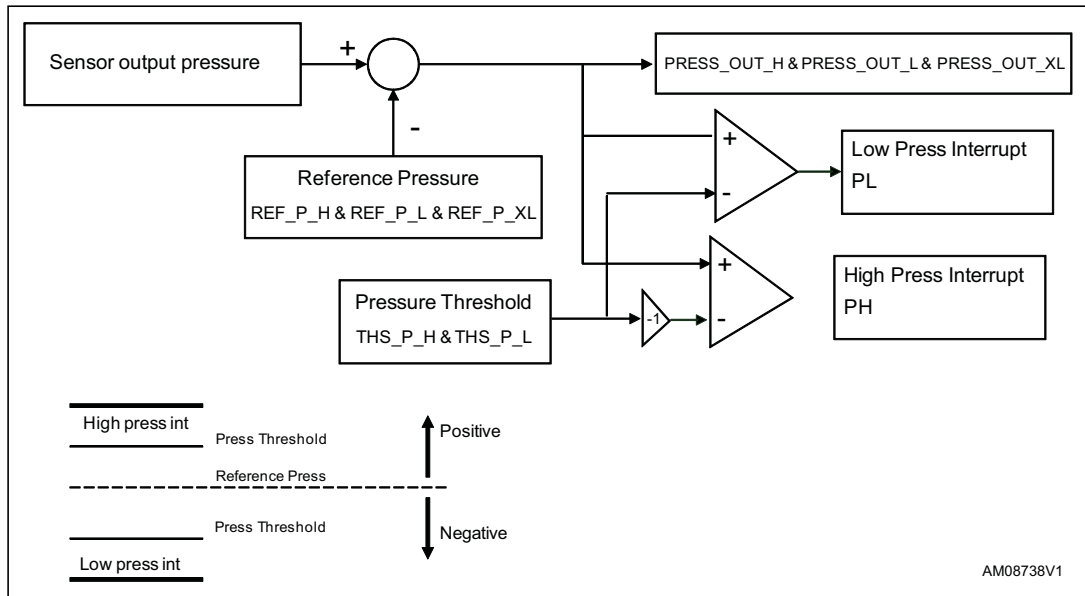 Sensor output pressure
+
-
PRESS_OUT_H & PRESS_OUT_L & PRESS_OUT_XL
Reference Pressure
REF_P_H & REF_P_L & REF_P_XL
+
-
Low Press Interrupt
PL
Pressure Threshold
THS_P_H & THS_P_L
-1
+
-
High Press Interrupt
PH
High press int
Press Threshold
Reference Press
Press Threshold
Low press int
Positive
Negative
AM08738V1